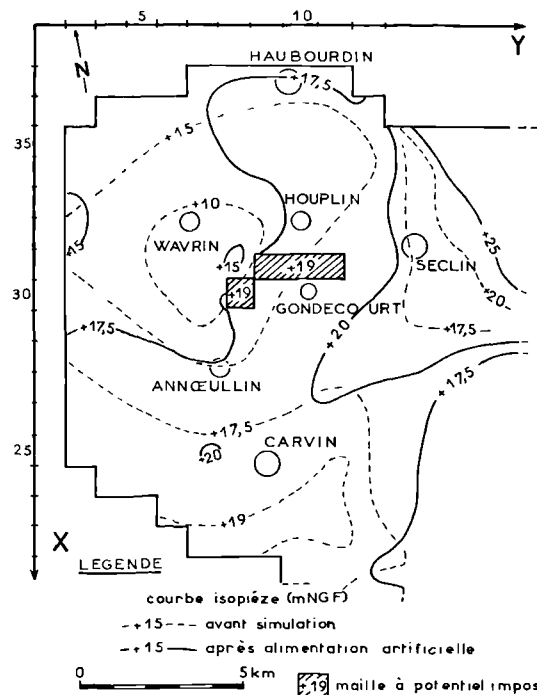 5 10
Y
N
HAUBOURDIN
+17,5
+15
35
+10
HOUPLIN
+25
WAVRIN
+15
+15
+19
SECLIN
30
+19
GONDECOURT
+20
+17,5
+20
+17,5
+17,5
ANNŒULLIN
+17,5
CARVIN
+20
25
+19
X
LEGENDE
courbe isopièze (mNGF)
-+15--- avant simulation
-+15— après alimentation artificielle
0 5km
+19 maille à potentiel impos